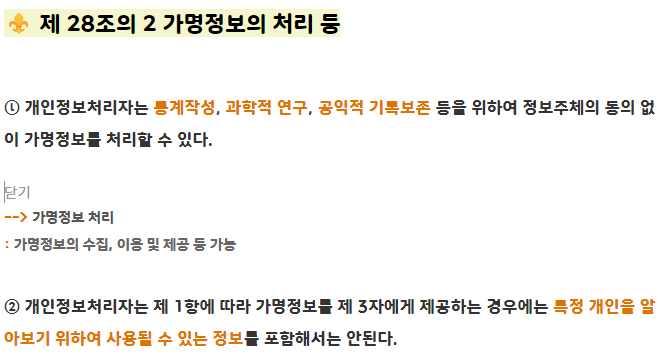 제 28조의 2 가명정보의 처리 등
① 개인정보처리자는 통계작성, 과학적 연구, 공익적 기록보존 등을 위하여 정보주체의 동의 없
이 가명정보를 처리할 수 있다.
닫기
--> 가명정보 처리
: 가명정보의 수집, 이용 및 제공 등 가능
② 개인정보처리자는 제 1항에 따라 가명정보를 제 3자에게 제공하는 경우에는 특정 개인을 알
아보기 위하여 사용될 수 있는 정보를 포함해서는 안된다.